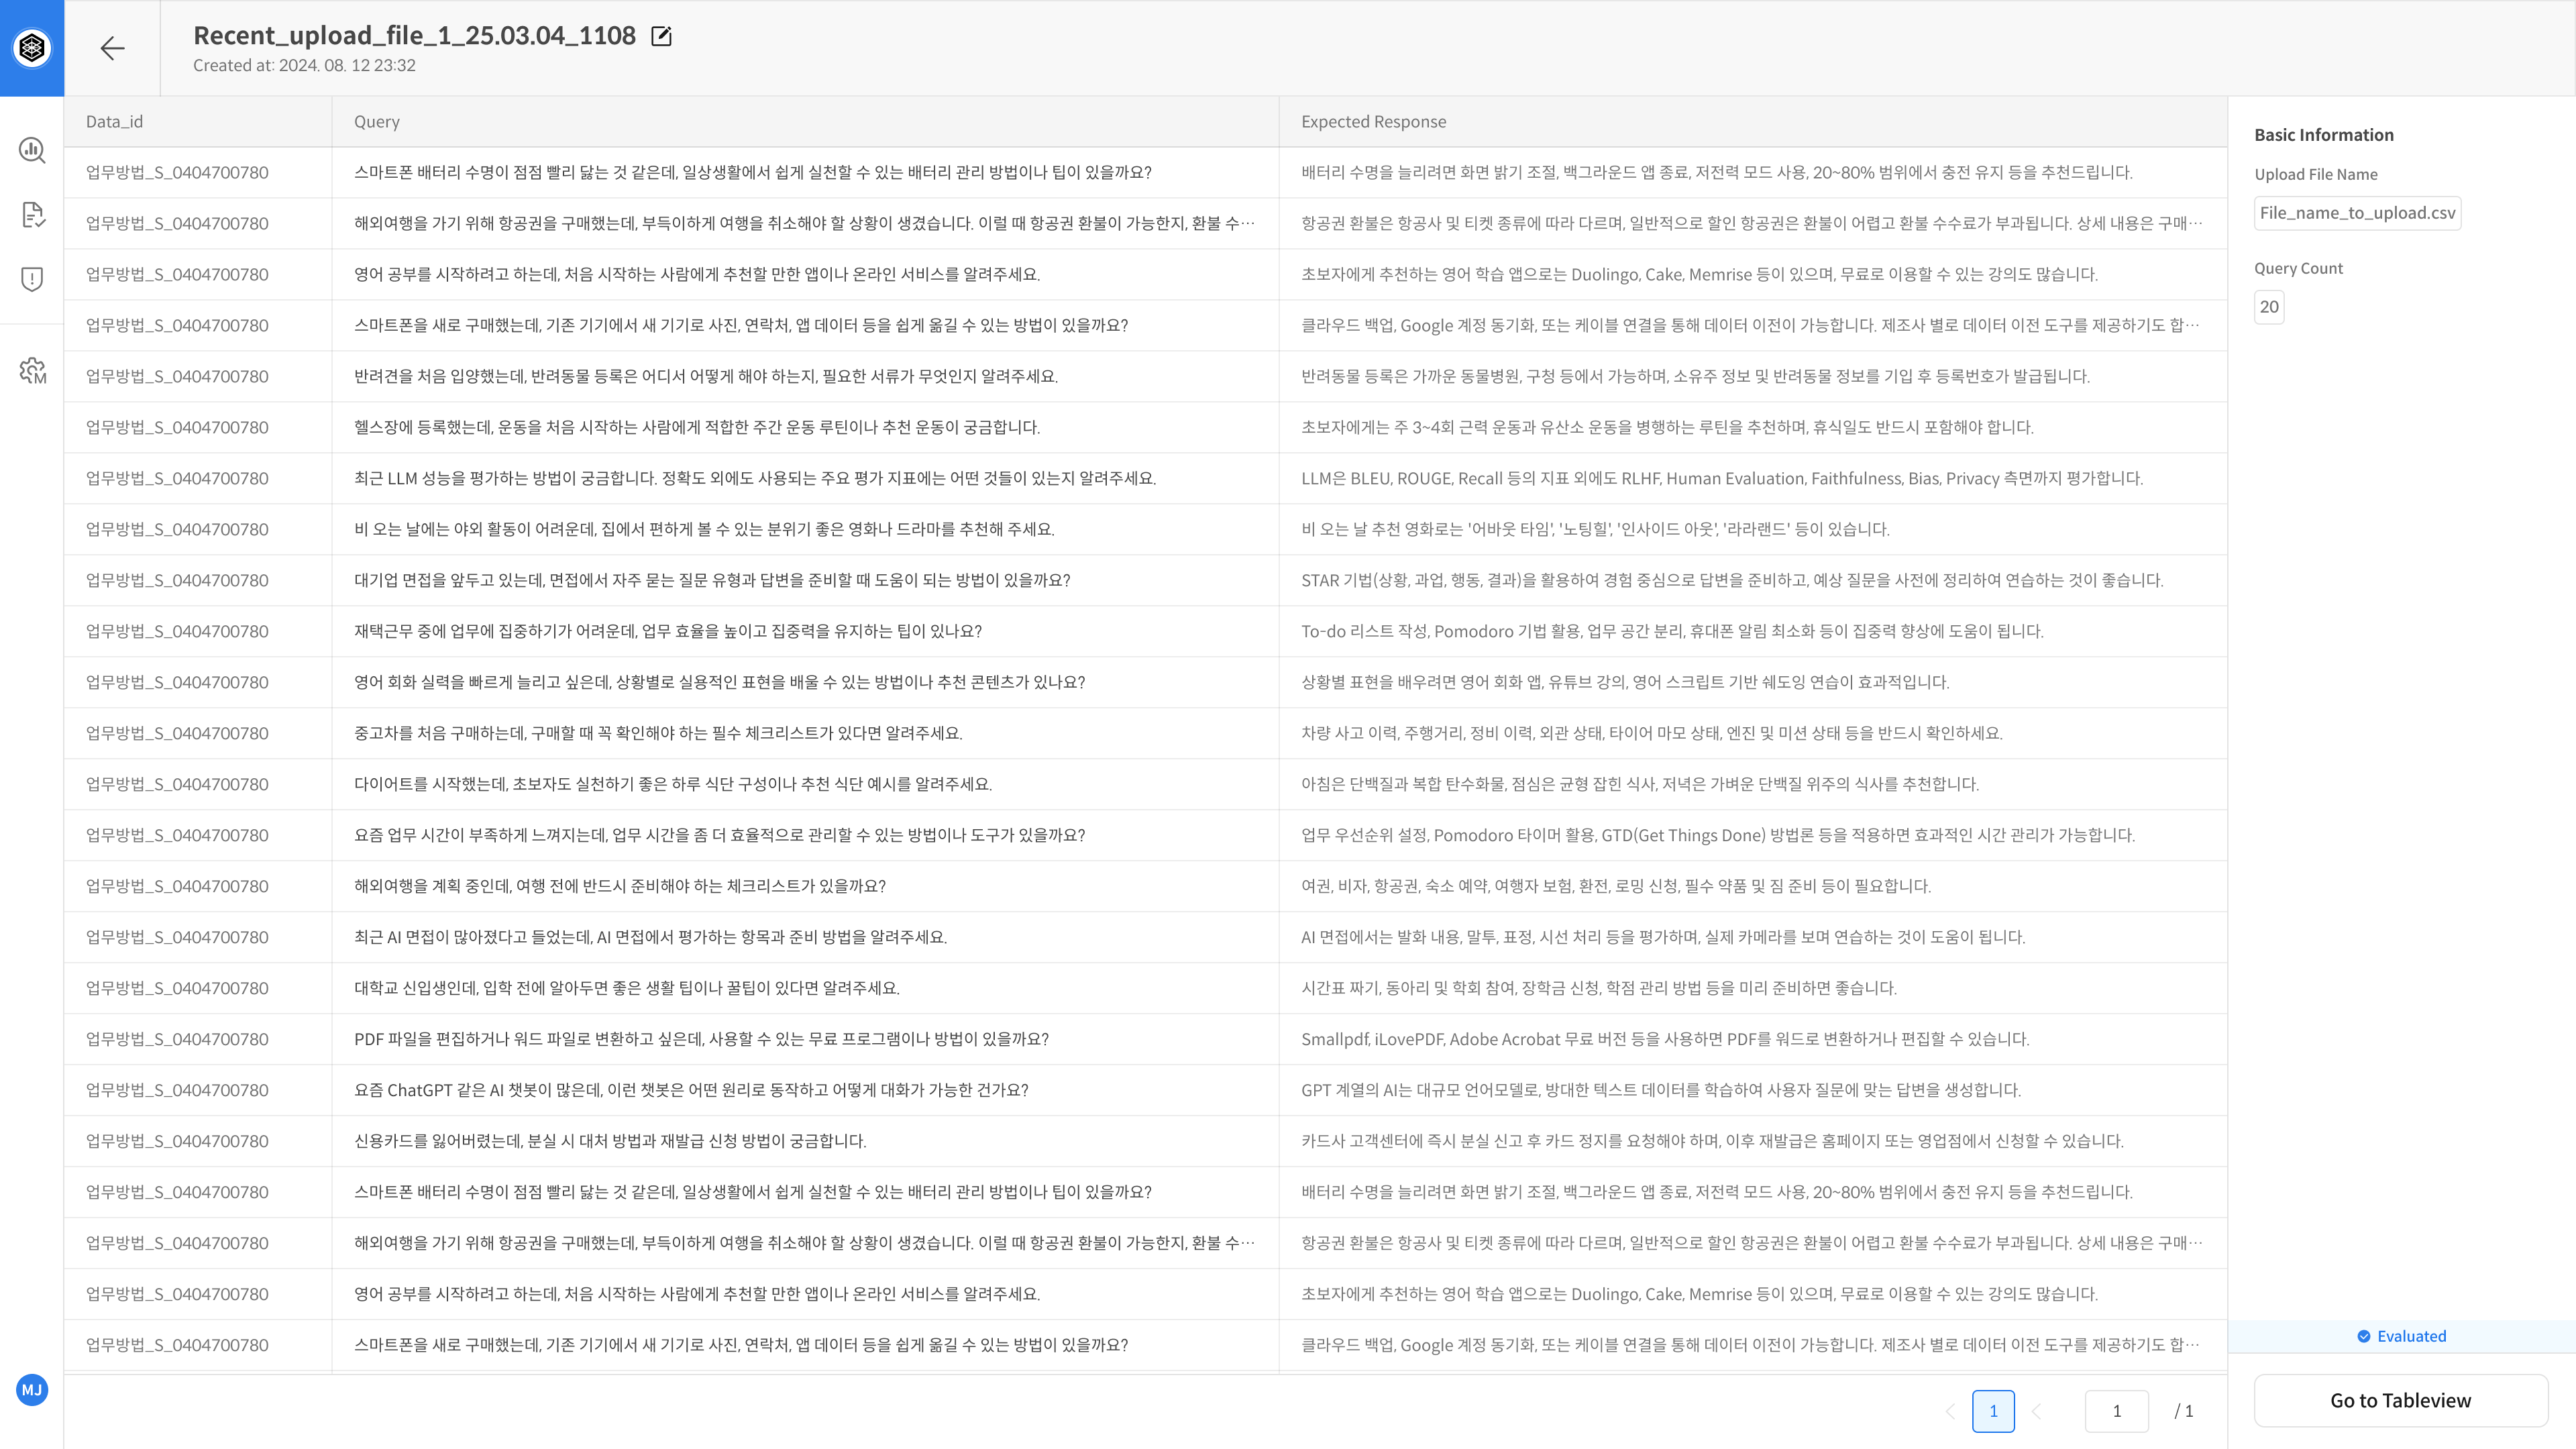 Recent_upload_file_1_25.03.04_1108
Created at: 2024. 08. 12 23:32
Data_id Query Expected Response
업무방법_S_0404700780 스마트폰 배터리 수명이 점점 빨리 닳는 것 같은데, 일상생활에서 쉽게 실천할 수 있는 배터리 관리 방법이나 팁이 있을까요? 배터리 수명을 늘리려면 화면 밝기 조절, 백그라운드 앱 종료, 저전력 모드 사용, 20~80% 범위에서 충전 유지 등을 추천드립니다.
업무방법_S_0404700780 해외여행을 가기 위해 항공권을 구매했는데, 부득이하게 여행을 취소해야 할 상황이 생겼습니다. 이럴 때 항공권 환불이 가능한지, 환불 수… 항공권 환불은 항공사 및 티켓 종류에 따라 다르며, 일반적으로 할인 항공권은 환불이 어렵고 환불 수수료가 부과됩니다. 상세 내용은 구매…
업무방법_S_0404700780 영어 공부를 시작하려고 하는데, 처음 시작하는 사람에게 추천할 만한 앱이나 온라인 서비스를 알려주세요. 초보자에게 추천하는 영어 학습 앱으로는 Duolingo, Cake, Memrise 등이 있으며, 무료로 이용할 수 있는 강의도 많습니다.
업무방법_S_0404700780 스마트폰을 새로 구매했는데, 기존 기기에서 새 기기로 사진, 연락처, 앱 데이터 등을 쉽게 옮길 수 있는 방법이 있을까요? 클라우드 백업, Google 계정 동기화, 또는 케이블 연결을 통해 데이터 이전이 가능합니다. 제조사 별로 데이터 이전 도구를 제공하기도 합…
업무방법_S_0404700780 반려견을 처음 입양했는데, 반려동물 등록은 어디서 어떻게 해야 하는지, 필요한 서류가 무엇인지 알려주세요. 반려동물 등록은 가까운 동물병원, 구청 등에서 가능하며, 소유주 정보 및 반려동물 정보를 기입 후 등록번호가 발급됩니다.
업무방법_S_0404700780 헬스장에 등록했는데, 운동을 처음 시작하는 사람에게 적합한 주간 운동 루틴이나 추천 운동이 궁금합니다. 초보자에게는 주 3~4회 근력 운동과 유산소 운동을 병행하는 루틴을 추천하며, 휴식일도 반드시 포함해야 합니다.
업무방법_S_0404700780 최근 LLM 성능을 평가하는 방법이 궁금합니다. 정확도 외에도 사용되는 주요 평가 지표에는 어떤 것들이 있는지 알려주세요. LLM은 BLEU, ROUGE, Recall 등의 지표 외에도 RLHF, Human Evaluation, Faithfulness, Bias, Privacy 측면까지 평가합니다.
업무방법_S_0404700780 비 오는 날에는 야외 활동이 어려운데, 집에서 편하게 볼 수 있는 분위기 좋은 영화나 드라마를 추천해 주세요. 비 오는 날 추천 영화로는 '어바웃 타임', '노팅힐', '인사이드 아웃', '라라랜드' 등이 있습니다.
업무방법_S_0404700780 대기업 면접을 앞두고 있는데, 면접에서 자주 묻는 질문 유형과 답변을 준비할 때 도움이 되는 방법이 있을까요? STAR 기법(상황, 과업, 행동, 결과)을 활용하여 경험 중심으로 답변을 준비하고, 예상 질문을 사전에 정리하여 연습하는 것이 좋습니다.
업무방법_S_0404700780 재택근무 중에 업무에 집중하기가 어려운데, 업무 효율을 높이고 집중력을 유지하는 팁이 있나요? To-do 리스트 작성, Pomodoro 기법 활용, 업무 공간 분리, 휴대폰 알림 최소화 등이 집중력 향상에 도움이 됩니다.
업무방법_S_0404700780 영어 회화 실력을 빠르게 늘리고 싶은데, 상황별로 실용적인 표현을 배울 수 있는 방법이나 추천 콘텐츠가 있나요? 상황별 표현을 배우려면 영어 회화 앱, 유튜브 강의, 영어 스크립트 기반 쉐도잉 연습이 효과적입니다.
업무방법_S_0404700780 중고차를 처음 구매하는데, 구매할 때 꼭 확인해야 하는 필수 체크리스트가 있다면 알려주세요. 차량 사고 이력, 주행거리, 정비 이력, 외관 상태, 타이어 마모 상태, 엔진 및 미션 상태 등을 반드시 확인하세요.
업무방법_S_0404700780 다이어트를 시작했는데, 초보자도 실천하기 좋은 하루 식단 구성이나 추천 식단 예시를 알려주세요. 아침은 단백질과 복합 탄수화물, 점심은 균형 잡힌 식사, 저녁은 가벼운 단백질 위주의 식사를 추천합니다.
업무방법_S_0404700780 요즘 업무 시간이 부족하게 느껴지는데, 업무 시간을 좀 더 효율적으로 관리할 수 있는 방법이나 도구가 있을까요? 업무 우선순위 설정, Pomodoro 타이머 활용, GTD(Get Things Done) 방법론 등을 적용하면 효과적인 시간 관리가 가능합니다.
업무방법_S_0404700780 해외여행을 계획 중인데, 여행 전에 반드시 준비해야 하는 체크리스트가 있을까요? 여권, 비자, 항공권, 숙소 예약, 여행자 보험, 환전, 로밍 신청, 필수 약품 및 짐 준비 등이 필요합니다.
업무방법_S_0404700780 최근 AI 면접이 많아졌다고 들었는데, AI 면접에서 평가하는 항목과 준비 방법을 알려주세요. AI 면접에서는 발화 내용, 말투, 표정, 시선 처리 등을 평가하며, 실제 카메라를 보며 연습하는 것이 도움이 됩니다.
업무방법_S_0404700780 대학교 신입생인데, 입학 전에 알아두면 좋은 생활 팁이나 꿀팁이 있다면 알려주세요. 시간표 짜기, 동아리 및 학회 참여, 장학금 신청, 학점 관리 방법 등을 미리 준비하면 좋습니다.
업무방법_S_0404700780 PDF 파일을 편집하거나 워드 파일로 변환하고 싶은데, 사용할 수 있는 무료 프로그램이나 방법이 있을까요? Smallpdf, iLovePDF, Adobe Acrobat 무료 버전 등을 사용하면 PDF를 워드로 변환하거나 편집할 수 있습니다.
업무방법_S_0404700780 요즘 ChatGPT 같은 AI 챗봇이 많은데, 이런 챗봇은 어떤 원리로 동작하고 어떻게 대화가 가능한 건가요? GPT 계열의 AI는 대규모 언어모델로, 방대한 텍스트 데이터를 학습하여 사용자 질문에 맞는 답변을 생성합니다.
업무방법_S_0404700780 신용카드를 잃어버렸는데, 분실 시 대처 방법과 재발급 신청 방법이 궁금합니다. 카드사 고객센터에 즉시 분실 신고 후 카드 정지를 요청해야 하며, 이후 재발급은 홈페이지 또는 영업점에서 신청할 수 있습니다.
업무방법_S_0404700780 스마트폰 배터리 수명이 점점 빨리 닳는 것 같은데, 일상생활에서 쉽게 실천할 수 있는 배터리 관리 방법이나 팁이 있을까요? 배터리 수명을 늘리려면 화면 밝기 조절, 백그라운드 앱 종료, 저전력 모드 사용, 20~80% 범위에서 충전 유지 등을 추천드립니다.
업무방법_S_0404700780 해외여행을 가기 위해 항공권을 구매했는데, 부득이하게 여행을 취소해야 할 상황이 생겼습니다. 이럴 때 항공권 환불이 가능한지, 환불 수… 항공권 환불은 항공사 및 티켓 종류에 따라 다르며, 일반적으로 할인 항공권은 환불이 어렵고 환불 수수료가 부과됩니다. 상세 내용은 구매…
업무방법_S_0404700780 영어 공부를 시작하려고 하는데, 처음 시작하는 사람에게 추천할 만한 앱이나 온라인 서비스를 알려주세요. 초보자에게 추천하는 영어 학습 앱으로는 Duolingo, Cake, Memrise 등이 있으며, 무료로 이용할 수 있는 강의도 많습니다.
업무방법_S_0404700780 스마트폰을 새로 구매했는데, 기존 기기에서 새 기기로 사진, 연락처, 앱 데이터 등을 쉽게 옮길 수 있는 방법이 있을까요? 클라우드 백업, Google 계정 동기화, 또는 케이블 연결을 통해 데이터 이전이 가능합니다. 제조사 별로 데이터 이전 도구를 제공하기도 합…
Basic Information
Upload File Name
File_name_to_upload.csv
Query Count
20
Evaluated
Go to Tableview
M
MJ
1 1 / 1